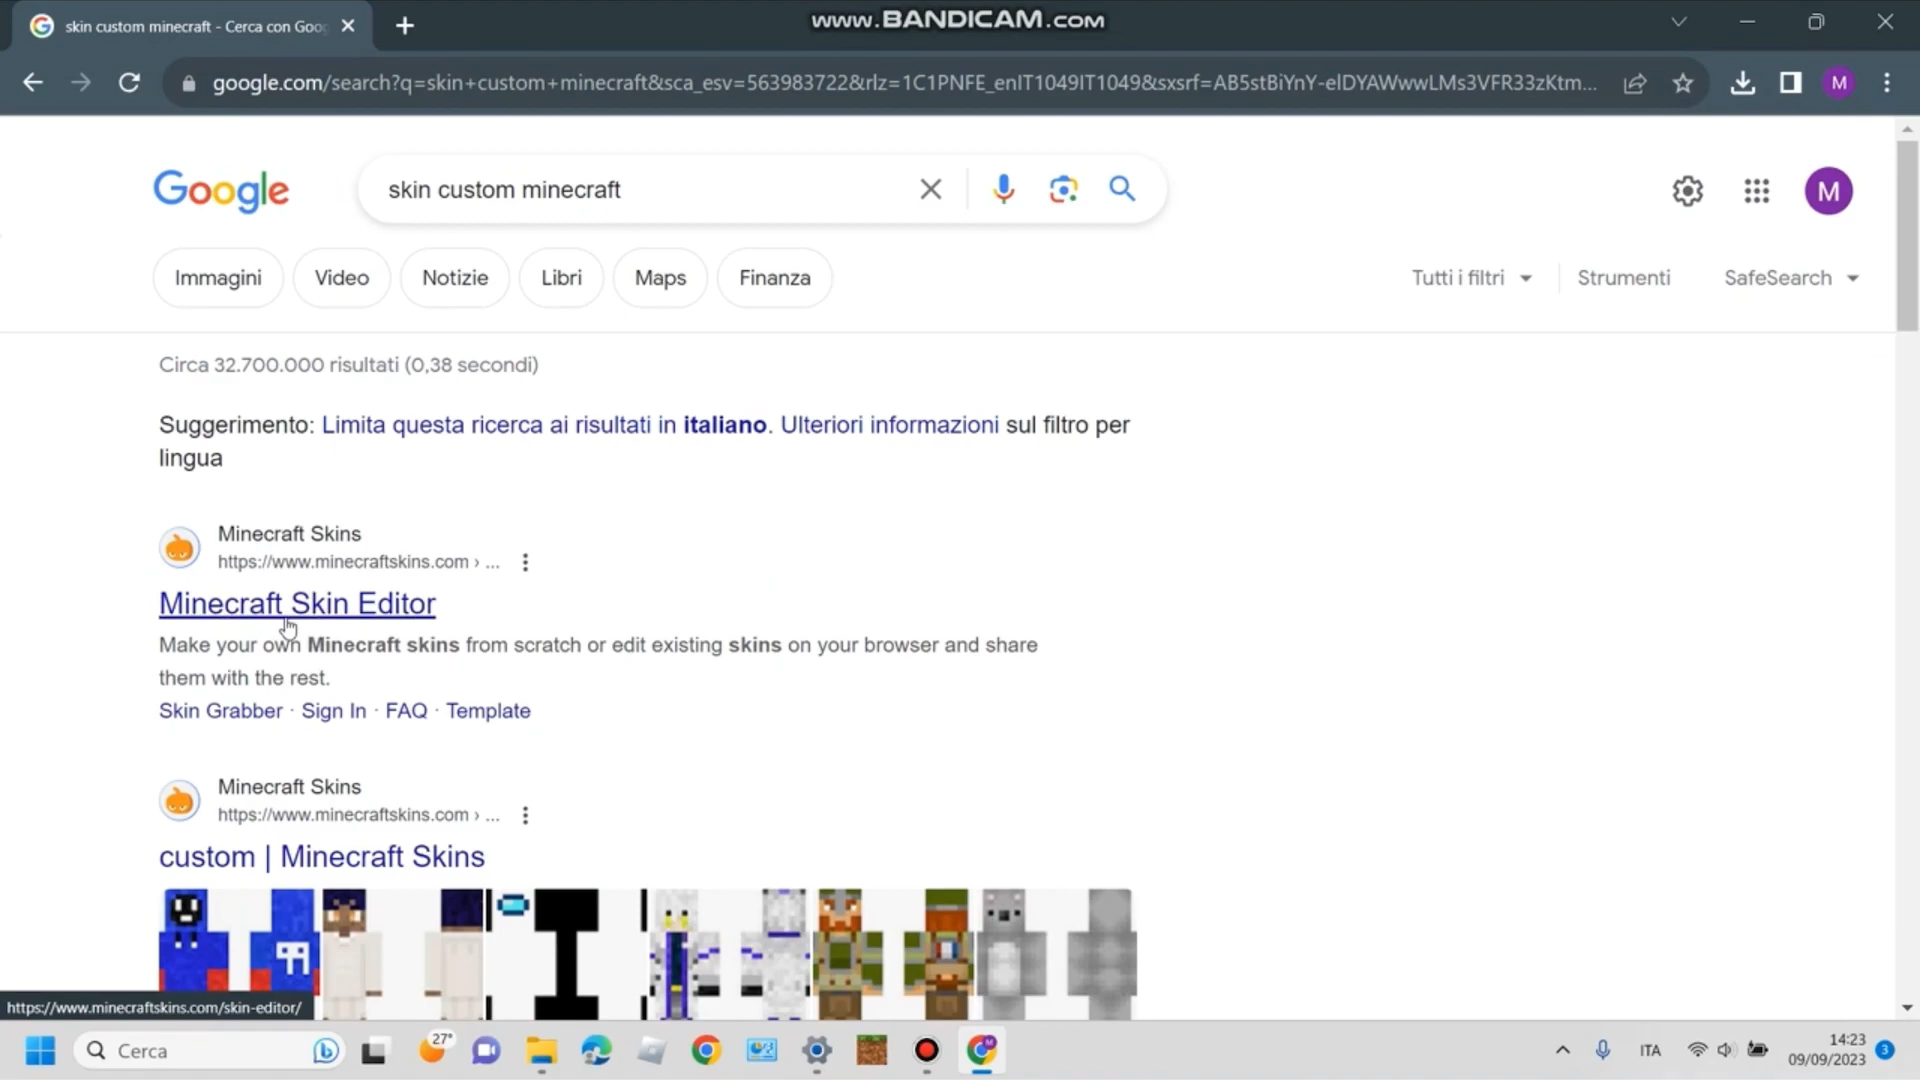 skin custom minecraft - Cerca con Goo
www.BANDICAM.com
google.com/search?q=skin+custom+minecraft&sca_esv=563983722&rlz=1C1PNFE_enIT1049IT1049&sxsrf=AB5stBiYnY-elDYAWwwLMs3VFR33zKtm...
M
Google
skin custom minecraft
M
Immagini
Video
Notizie
Libri
Maps
Finanza
Tutti i filtri
Strumenti
SafeSearch
Circa 32.700.000 risultati (0,38 secondi)
Suggerimento: Limita questa ricerca ai risultati in italiano. Ulteriori informazioni sul filtro per
lingua
Minecraft Skins
https://www.minecraftskins.com › ...
Minecraft Skin Editor
Make your own Minecraft skins from scratch or edit existing skins on your browser and share
them with the rest.
Skin Grabber · Sign In · FAQ · Template
Minecraft Skins
https://www.minecraftskins.com › ...
custom | Minecraft Skins
https://www.minecraftskins.com/skin-editor/
Cerca
27°
M
ITA
14:23
09/09/2023
3